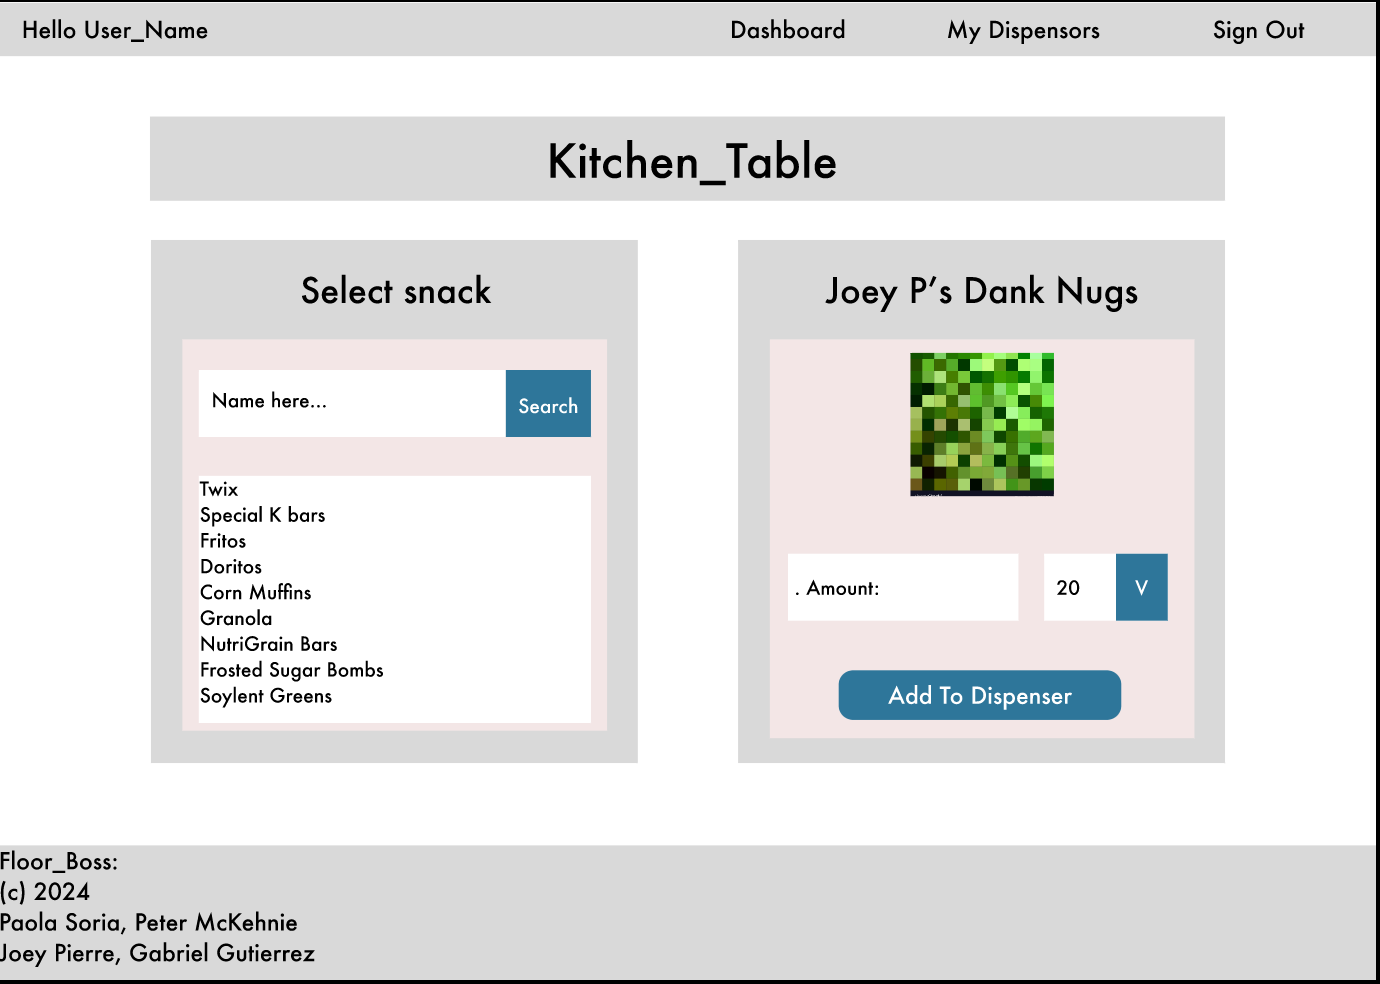 Hello User_Name Dashboard My Dispensors Sign Out
Kitchen_Table
Select snack
Name here...
Search
Twix
Special K bars
Fritos
Doritos
Corn Muffins
Granola
NutriGrain Bars
Frosted Sugar Bombs
Soylent Greens
Joey P’s Dank Nugs
. Amount:
20
V
Add To Dispenser
Floor_Boss:
(c) 2024
Paola Soria, Peter McKehnie
Joey Pierre, Gabriel Gutierrez